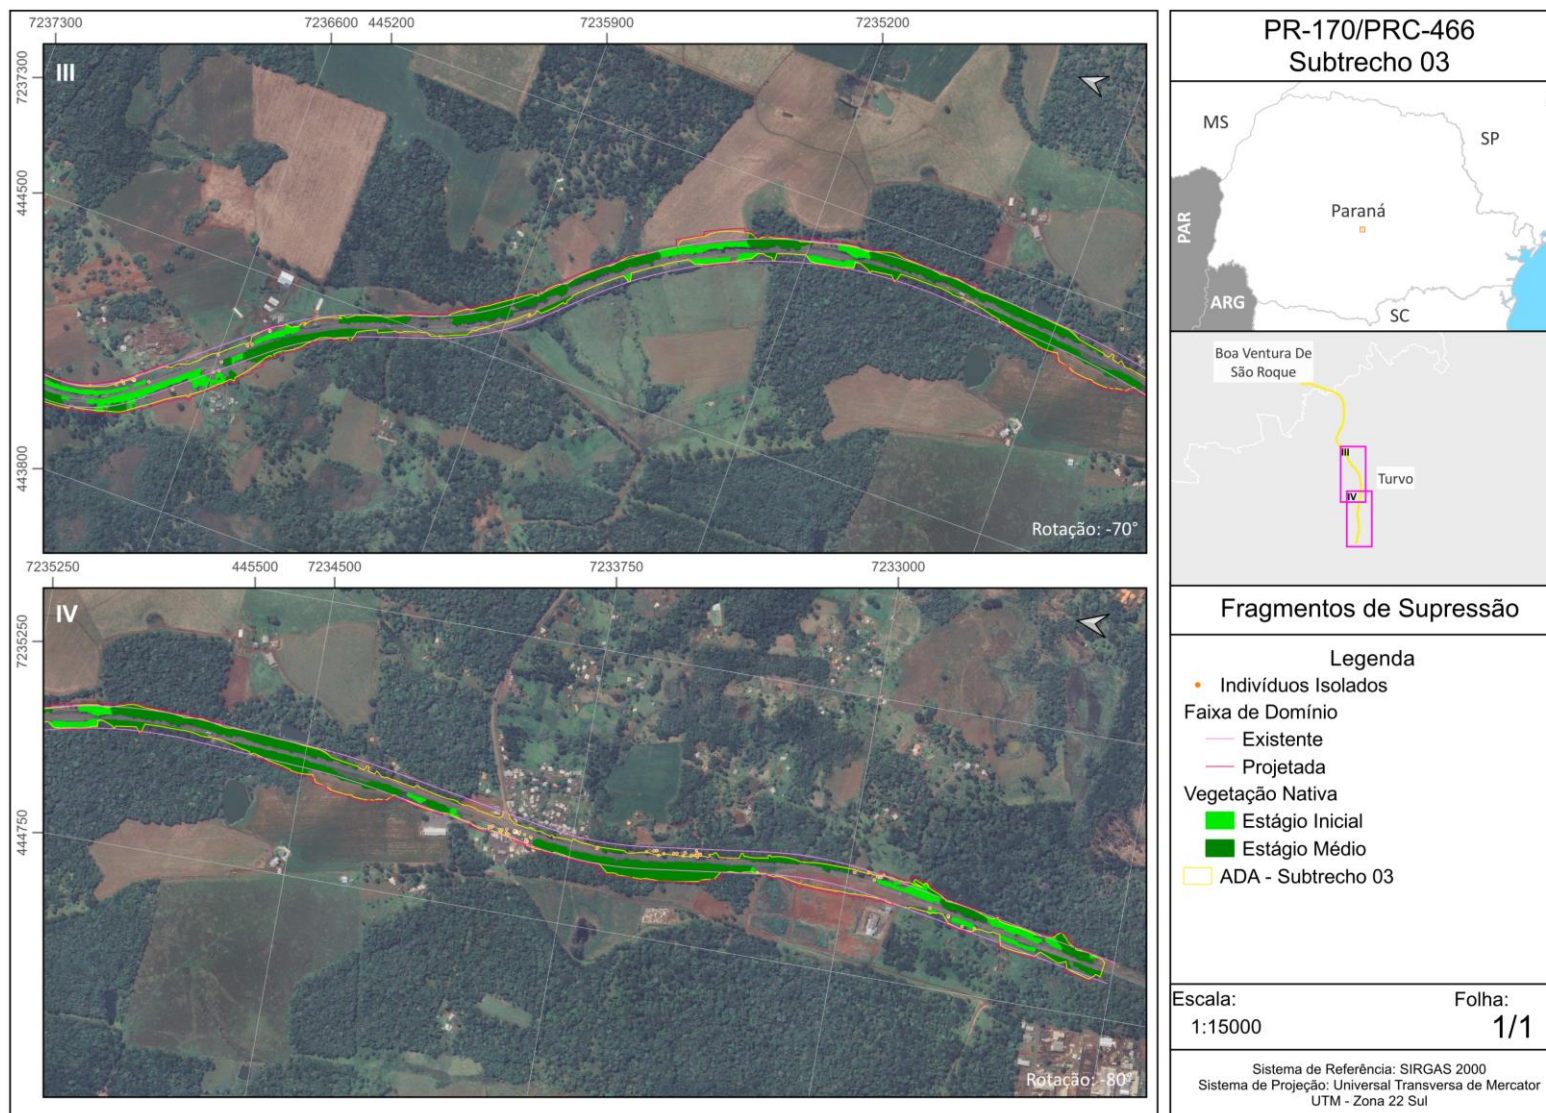 7237300
7236600
445200
7235900
7235200
7237300
444500
443800
III
Rotação: -70°
7235250
445500
7234500
7233750
7233000
7235250
444750
IV
Rotação: -80°
PR-170/PRC-466
Subtrecho 03
MS
SP
PAR
Paraná
ARG
SC
Boa Ventura De
São Roque
III
Turvo
IV
Fragmentos de Supressão
Legenda
Indivíduos Isolados
Faixa de Domínio
Existente
Projetada
Vegetação Nativa
Estágio Inicial
Estágio Médio
ADA - Subtrecho 03
Escala:
1:15000
Folha:
1/1
Sistema de Referência: SIRGAS 2000
Sistema de Projeção: Universal Transversa de Mercator
UTM - Zona 22 Sul